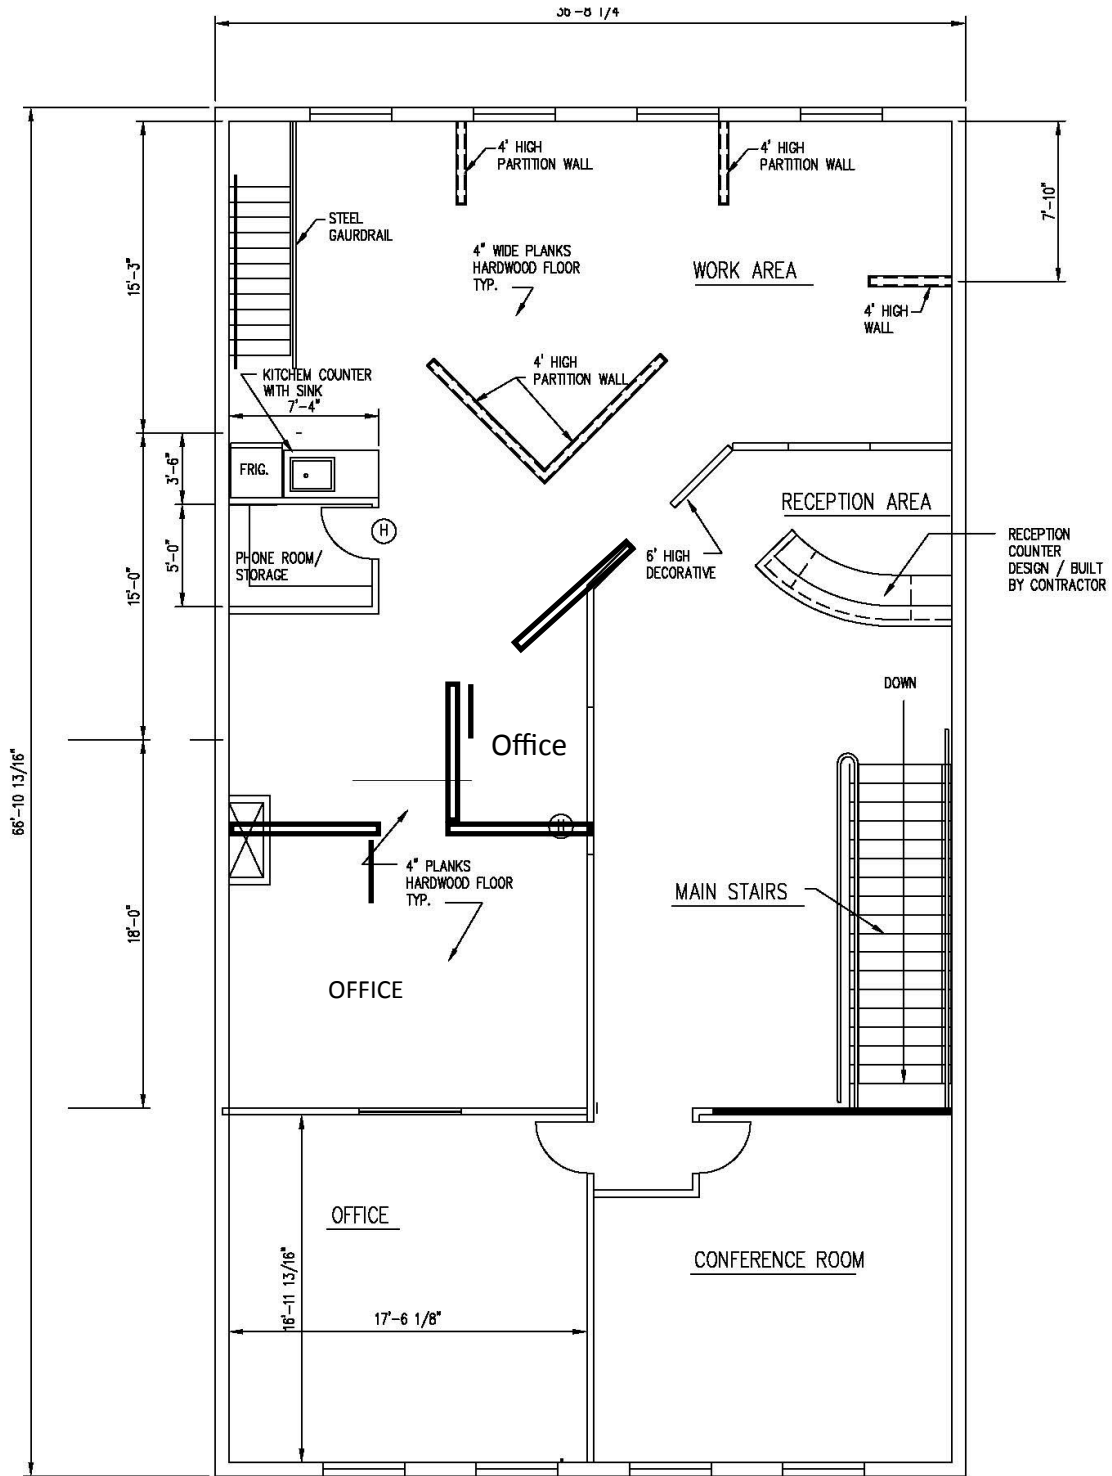 36'-8 1/4
4' HIGH
PARTITION WALL
4' HIGH
PARTITION WALL
7'-10"
STEEL
GAURDRAIL
4" WIDE PLANKS
HARDWOOD FLOOR
TYP.
WORK AREA
15'-3"
4' HIGH
WALL
4' HIGH
PARTITION WALL
KITCHEM COUNTER
WITH SINK
7'-4"
3'-6"
FRIG.
RECEPTION AREA
H
RECEPTION
COUNTER
DESIGN / BUILT
BY CONTRACTOR
6' HIGH
DECORATIVE
PHONE ROOM/
STORAGE
5'-0"
15'-0"
DOWN
Office
66'-10 13/16"
H
4" PLANKS
HARDWOOD FLOOR
TYP.
MAIN STAIRS
18'-0"
OFFICE
OFFICE
CONFERENCE ROOM
16'-11 13/16"
17'-6 1/8"